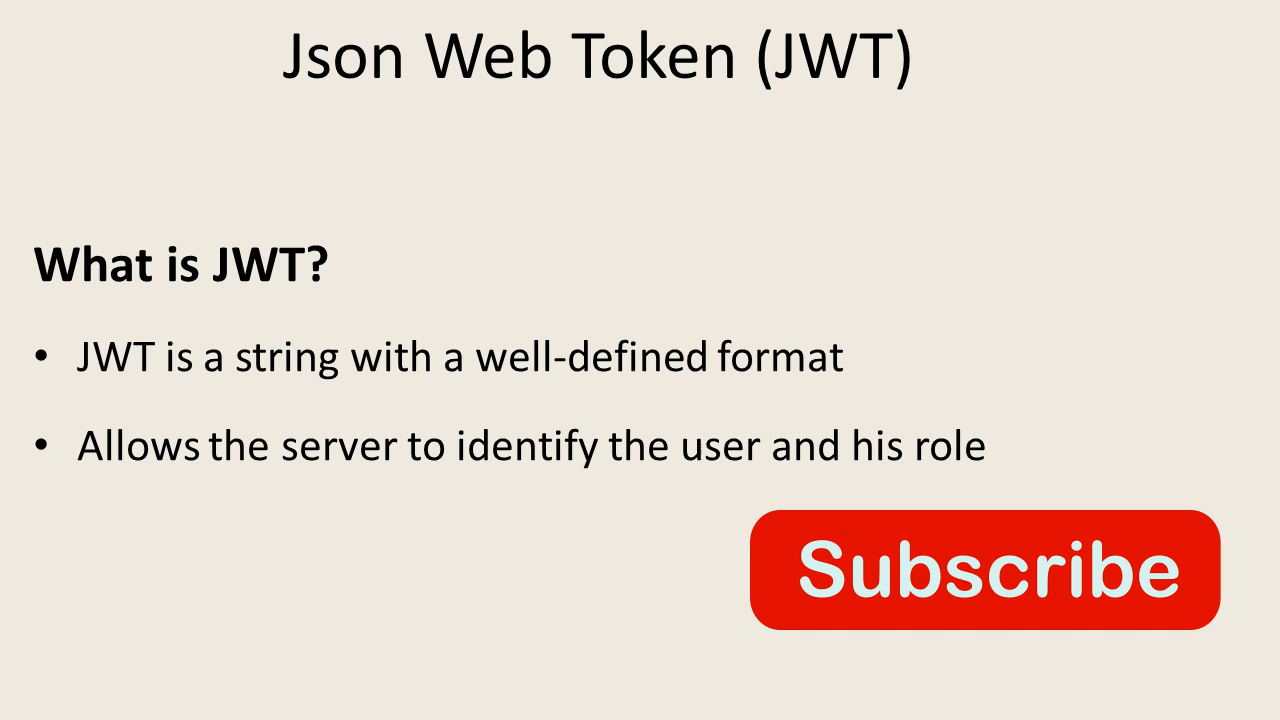 Json Web Token (JWT)
What is JWT?
• JWT is a string with a well-defined format
• Allows the server to identify the user and his role
Subscribe